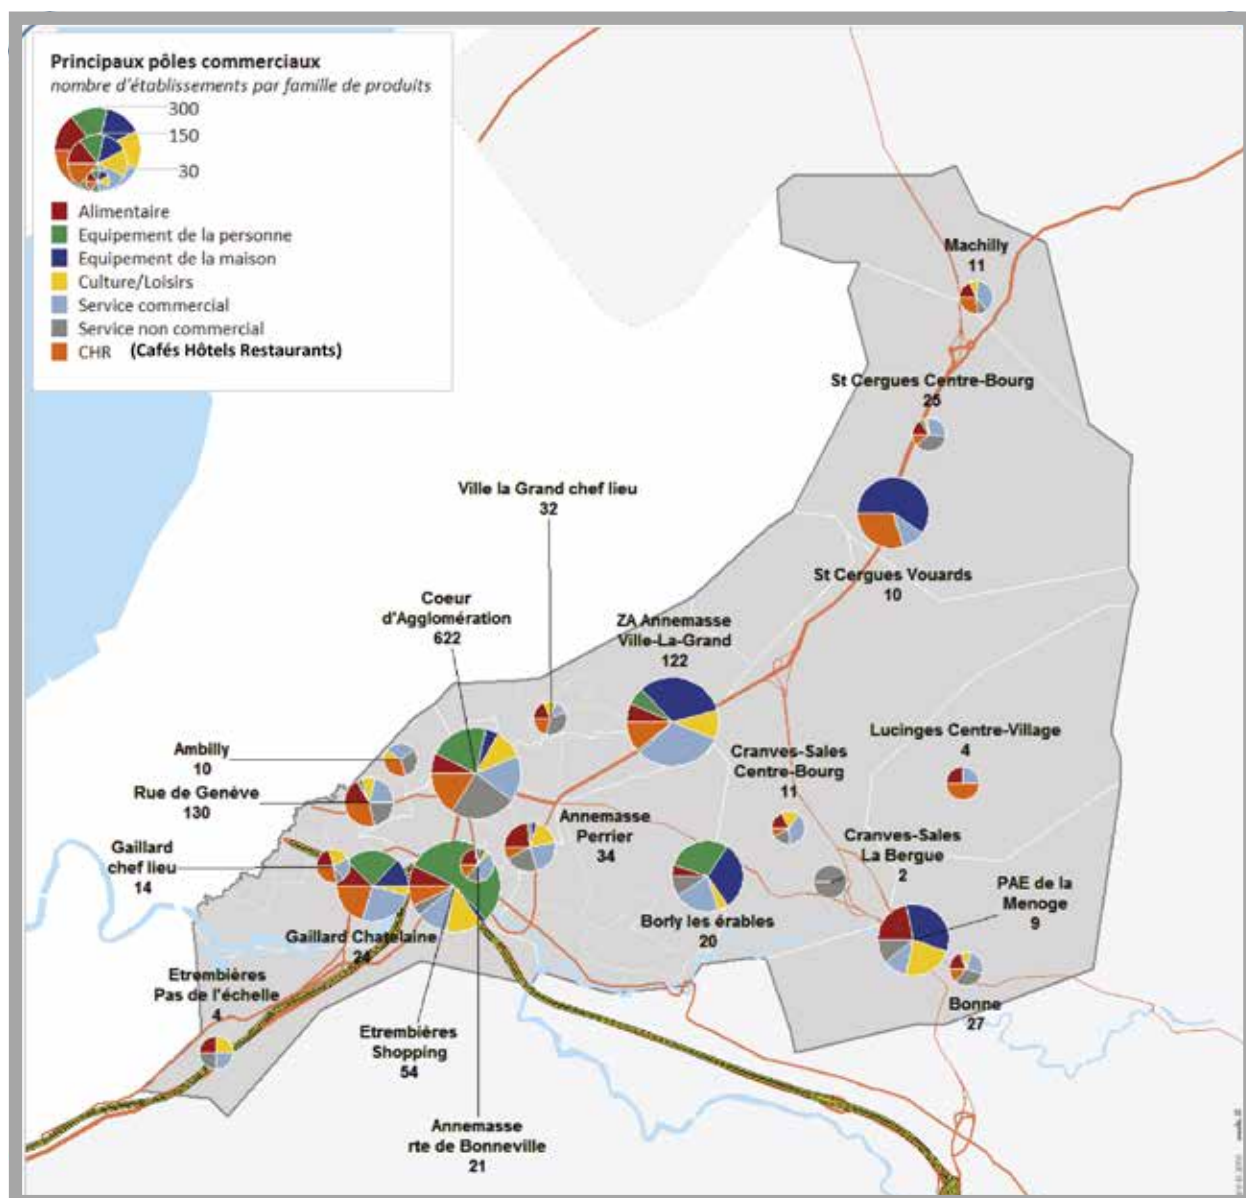 Principaux pôles commerciaux
nombre d'établissements par famille de produits
300
150
30
Alimentaire
Equipement de la personne
Equipement de la maison
Culture/Loisirs
Service commercial
Service non commercial
CHR (Cafés Hôtels Restaurants)
Machilly
11
St Cergues Centre-Bourg
25
Ville la Grand chef lieu
32
St Cergues Vouards
10
Coeur
d'Agglomération
622
ZA Annemasse
Ville-La-Grand
122
Lucinges Centre-Village
4
Ambilly
10
Cranves-Sales
Centre-Bourg
11
Rue de Genève
130
Annemasse
Perrier
34
Cranves-Sales
La Bergue
2
Gaillard
chef lieu
14
PAE de la
Menoge
9
Borly les érables
20
Gaillard Chatelaine
24
Etrembières
Pas de l'échelle
4
Bonne
27
Etrembières
Shopping
54
Annemasse
rte de Bonneville
21